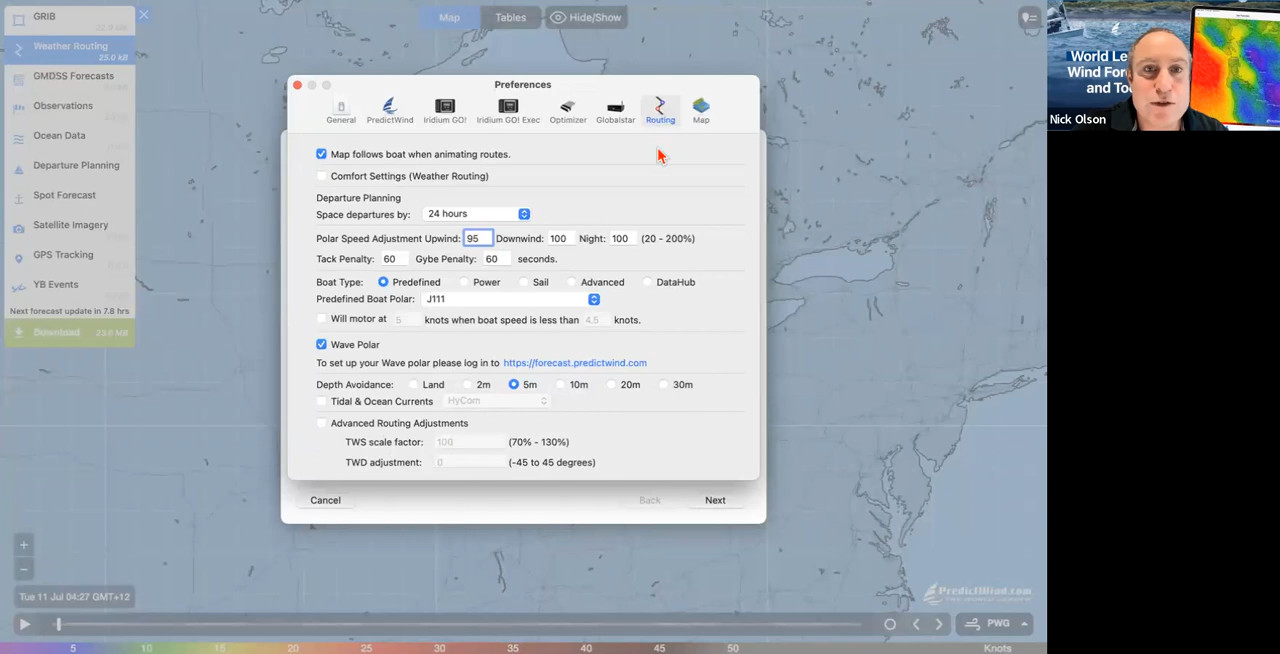 GRIB
22.9 kB
Weather Routing
25.0 kB
GMDSS Forecasts
Observations
Ocean Data
Departure Planning
Spot Forecast
Satellite Imagery
GPS Tracking
YB Events
Next forecast update in 7.8 hrs
Download 23.0 MB
Map Tables Hide/Show
Preferences
General PredictWind Iridium GO! Iridium GO! Exec Optimizer Globalstar Routing Map
Map follows boat when animating routes.
Comfort Settings (Weather Routing)
Departure Planning
Space departures by: 24 hours
Polar Speed Adjustment Upwind: 95 Downwind: 100 Night: 100 (20 - 200%)
Tack Penalty: 60 Gybe Penalty: 60 seconds.
Boat Type: Predefined Power Sail Advanced DataHub
Predefined Boat Polar: J111
Will motor at 5 knots when boat speed is less than 4.5 knots.
Wave Polar
To set up your Wave polar please log in to https://forecast.predictwind.com
Depth Avoidance: Land 2m 5m 10m 20m 30m
Tidal & Ocean Currents HyCom
Advanced Routing Adjustments
TWS scale factor: 100 (70% - 130%)
TWD adjustment: 0 (-45 to 45 degrees)
Cancel Back Next
+
−
Tue 11 Jul 04:27 GMT+12
PredictWind.com
PWG
5 10 15 20 25 30 35 40 45 50 Knots
World Le
Wind For
and Too
Nick Olson